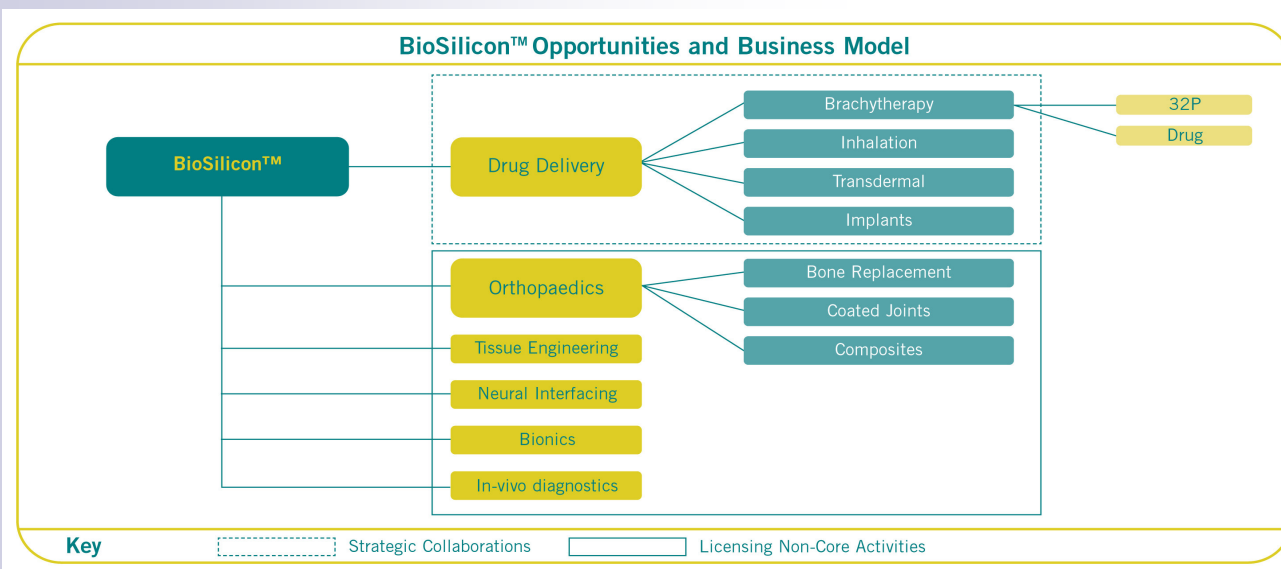 BioSilicon™ Opportunities and Business Model
BioSilicon™
Drug Delivery
Brachytherapy
32P
Drug
Inhalation
Transdermal
Implants
Orthopaedics
Bone Replacement
Coated Joints
Composites
Tissue Engineering
Neural Interfacing
Bionics
In-vivo diagnostics
Key
Strategic Collaborations
Licensing Non-Core Activities